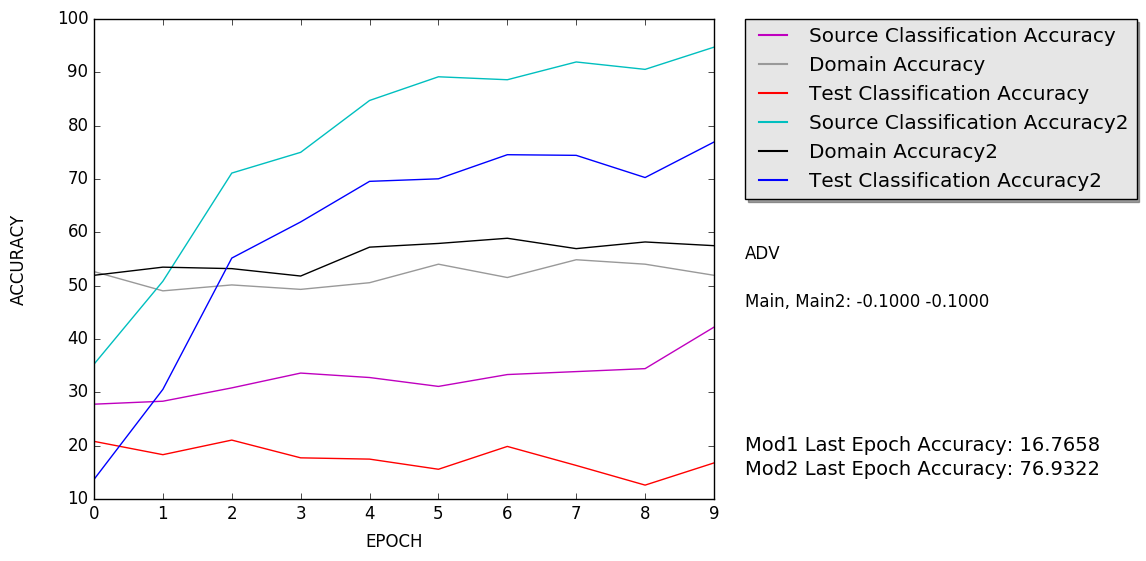 100
90
80
70
60
50
40
30
20
10
ACCURACY
0 1 2 3 4 5 6 7 8 9
EPOCH
Source Classification Accuracy
Domain Accuracy
Test Classification Accuracy
Source Classification Accuracy2
Domain Accuracy2
Test Classification Accuracy2
ADV
Main, Main2: -0.1000 -0.1000
Mod1 Last Epoch Accuracy: 16.7658
Mod2 Last Epoch Accuracy: 76.9322